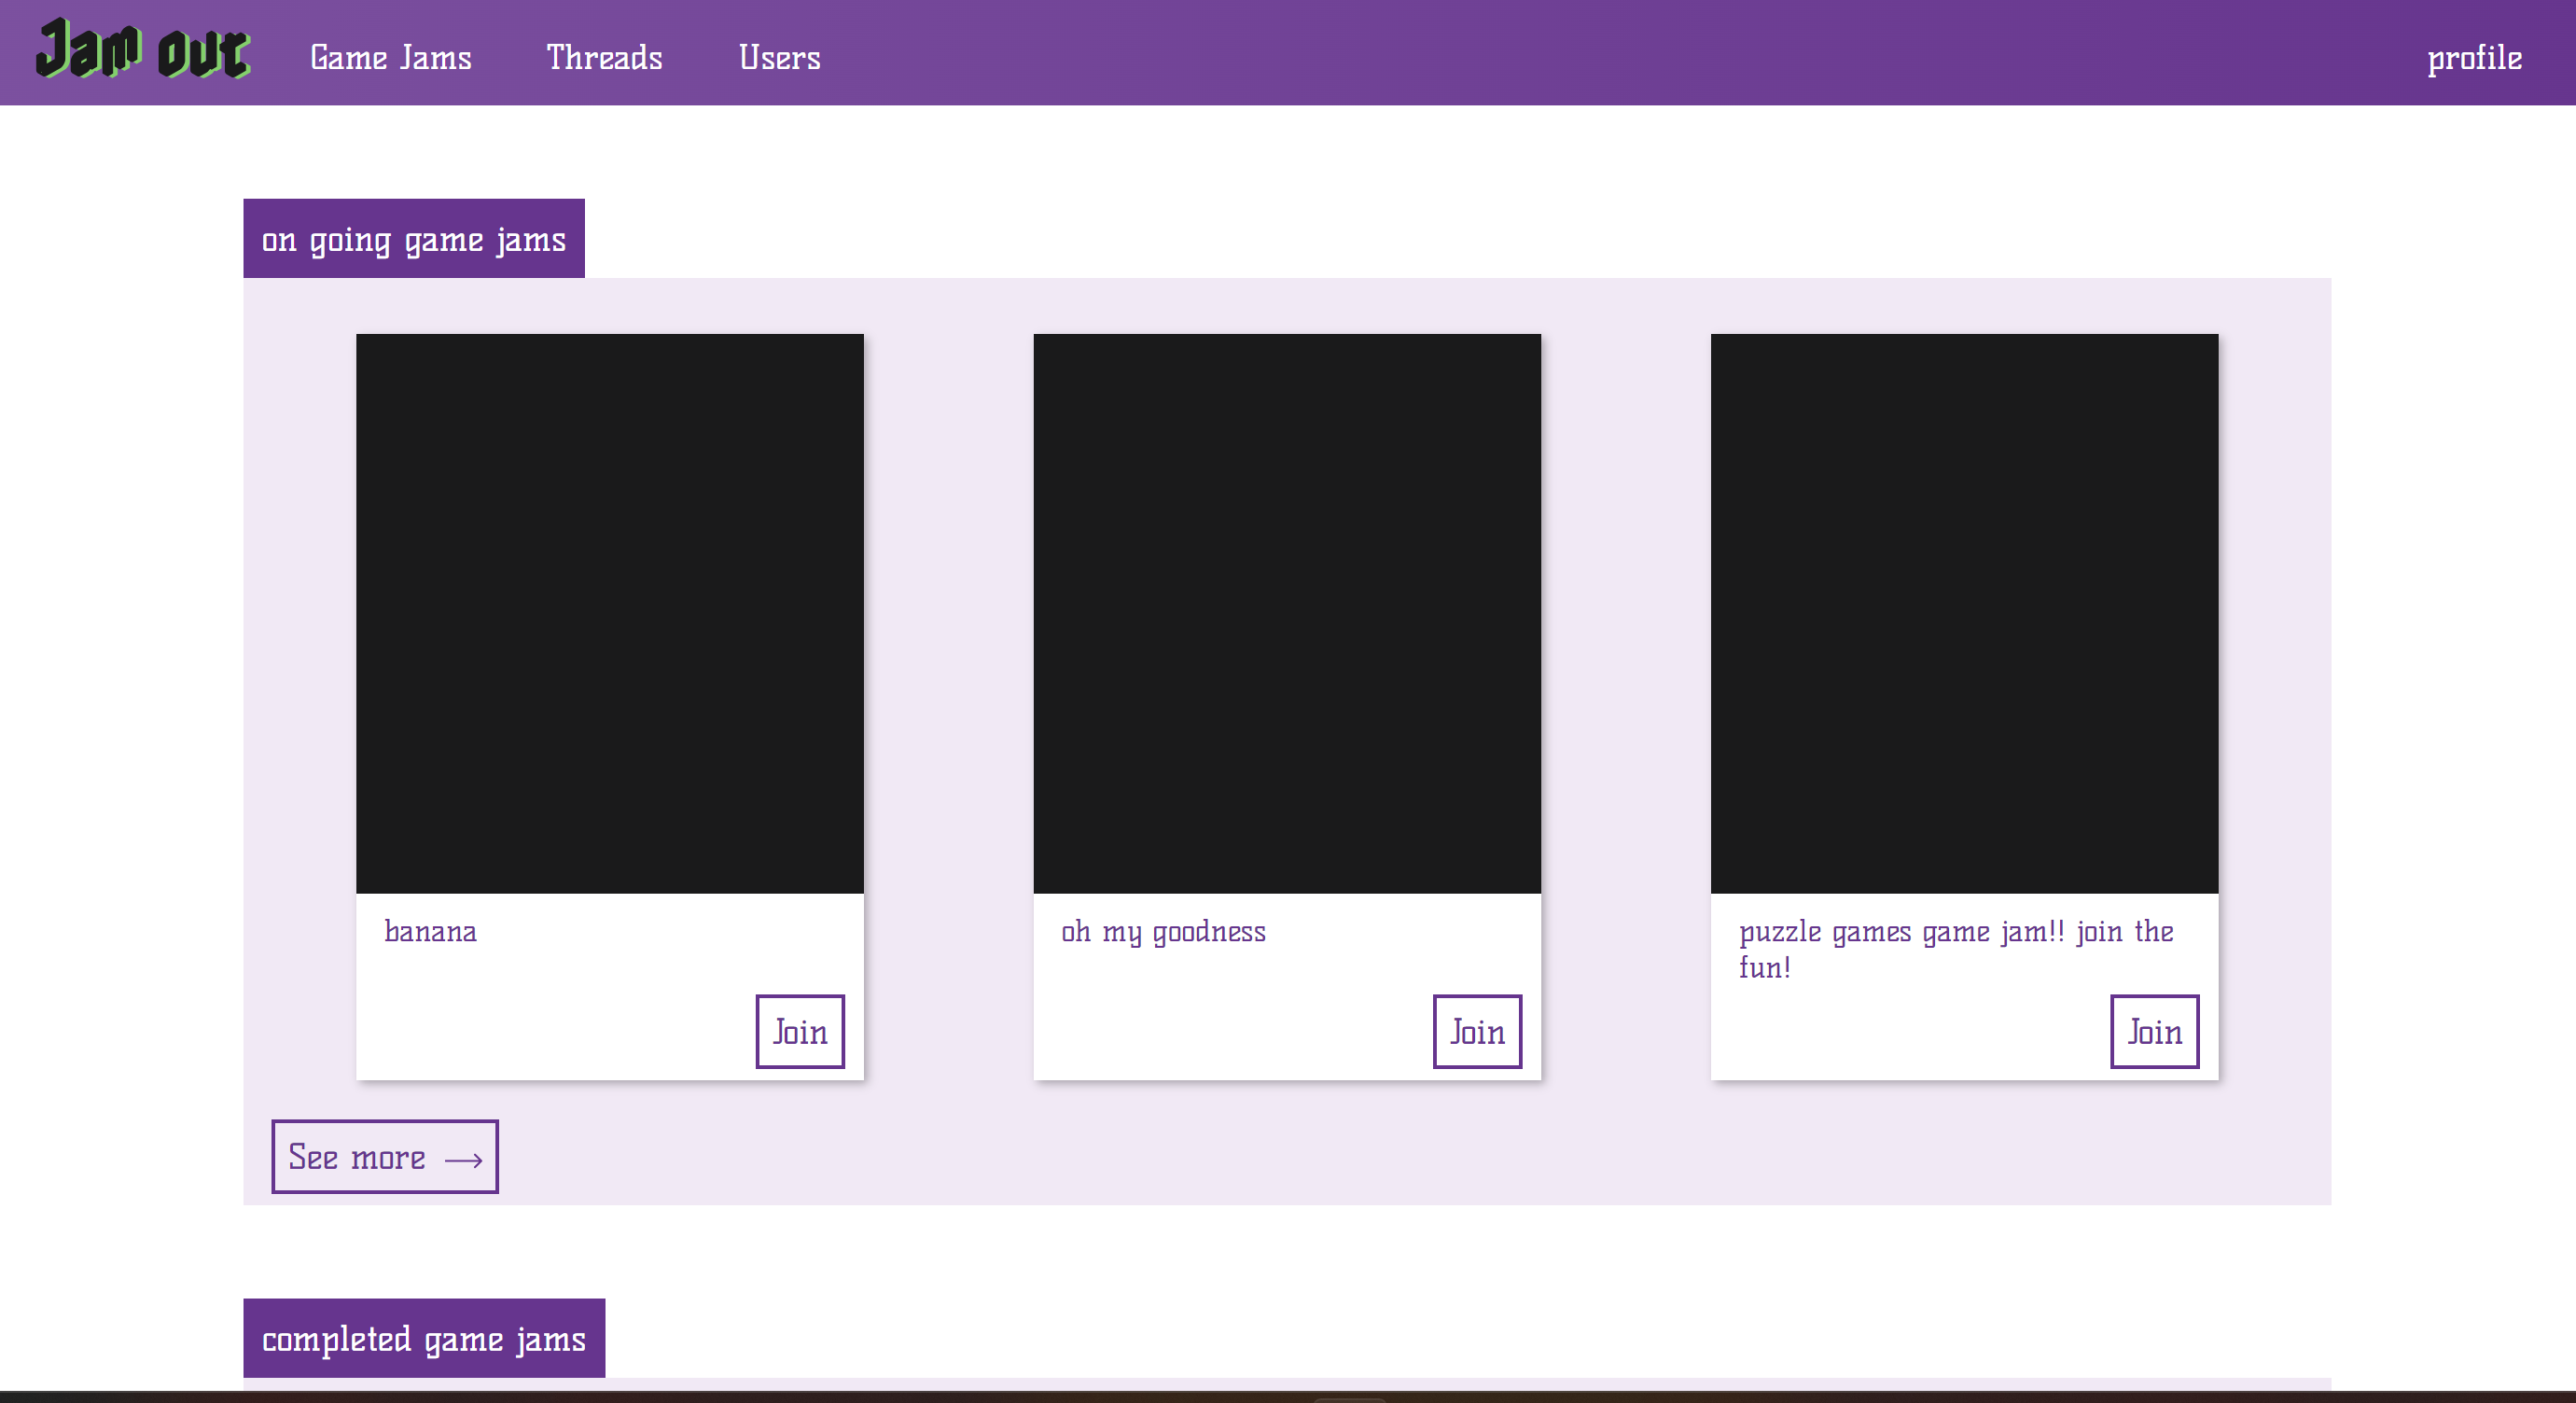 Jam out
Game Jams
Threads
Users
profile
on going game jams
banana
Join
oh my goodness
Join
puzzle games game jam!! join the
fun!
Join
See more →
completed game jams